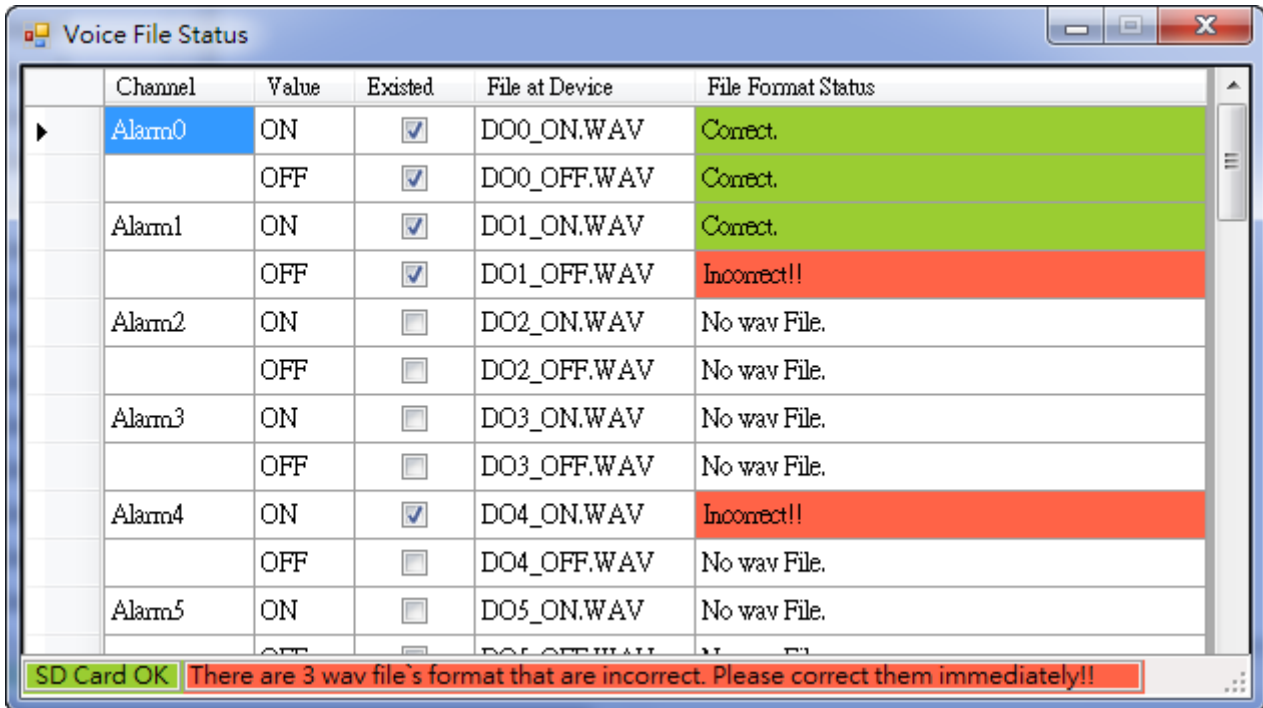 Voice File Status
Channel Value Existed File at Device File Format Status
Alarm0 ON DO0_ON.WAV Correct.
OFF DO0_OFF.WAV Correct.
Alarm1 ON DO1_ON.WAV Correct.
OFF DO1_OFF.WAV Incorrect!!
Alarm2 ON DO2_ON.WAV No wav File.
OFF DO2_OFF.WAV No wav File.
Alarm3 ON DO3_ON.WAV No wav File.
OFF DO3_OFF.WAV No wav File.
Alarm4 ON DO4_ON.WAV Incorrect!!
OFF DO4_OFF.WAV No wav File.
Alarm5 ON DO5_ON.WAV No wav File.
SD Card OK There are 3 wav file`s format that are incorrect. Please correct them immediately!!